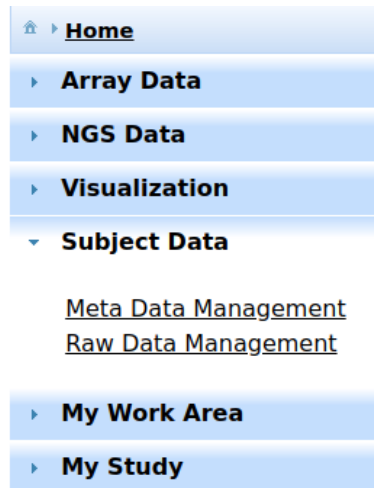 Home
Array Data
NGS Data
Visualization
Subject Data
Meta Data Management
Raw Data Management
My Work Area
My Study